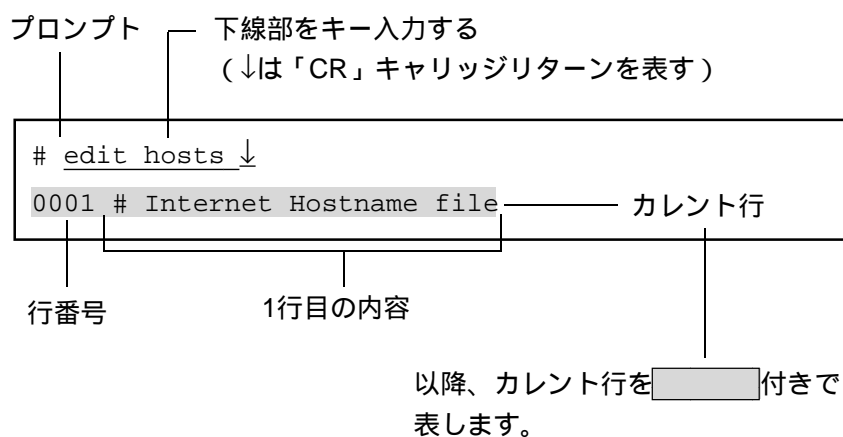 プロンプト 下線部をキー入力する
(↓は「CR」キャリッジリターンを表す)
# edit hosts ↓
0001 # Internet Hostname file カレント行
行番号 1行目の内容
以降、カレント行を 付きで
表します。